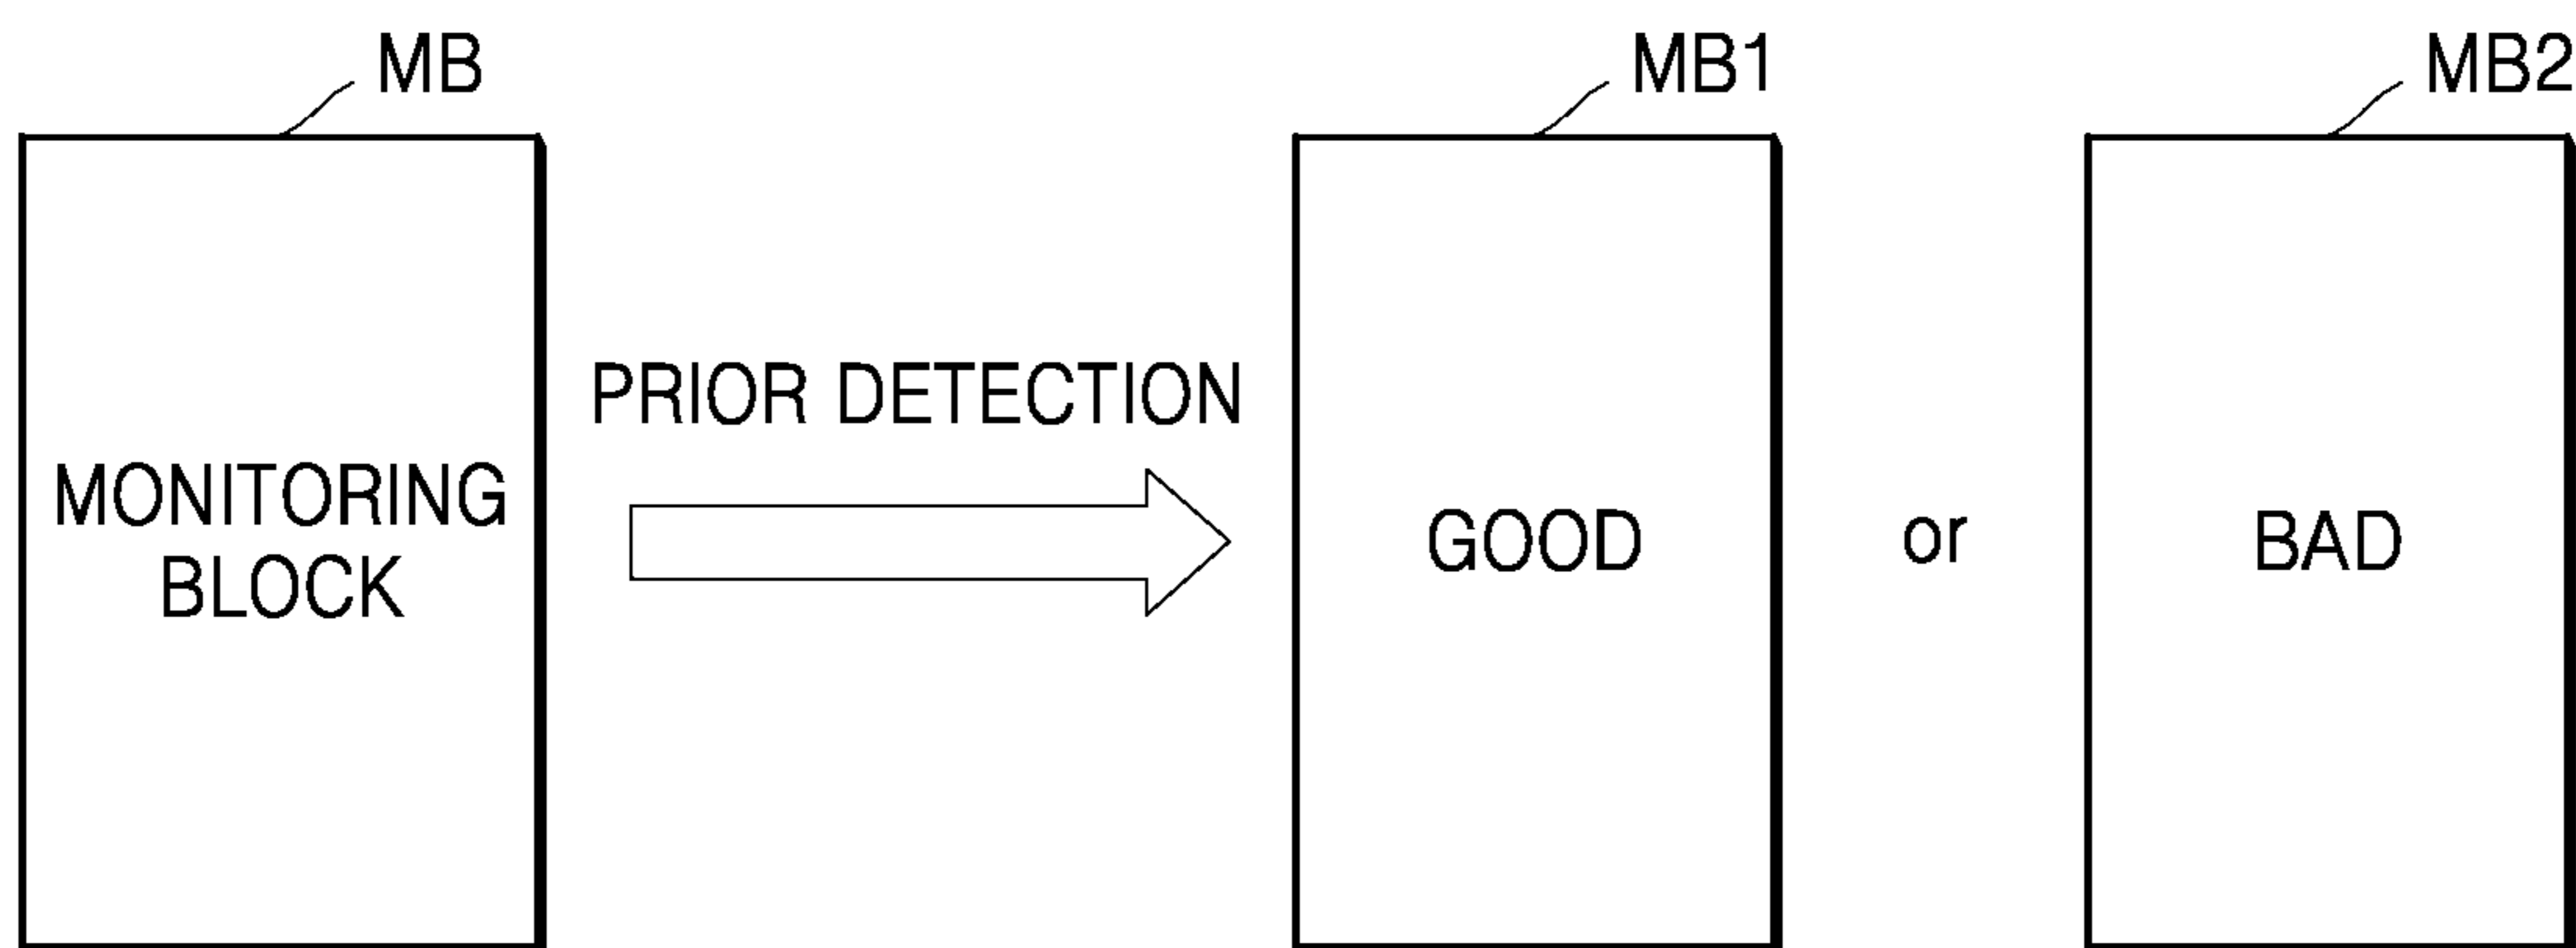 MB
MB1
MB2
PRIOR DETECTION
MONITORING
BLOCK
GOOD
or
BAD